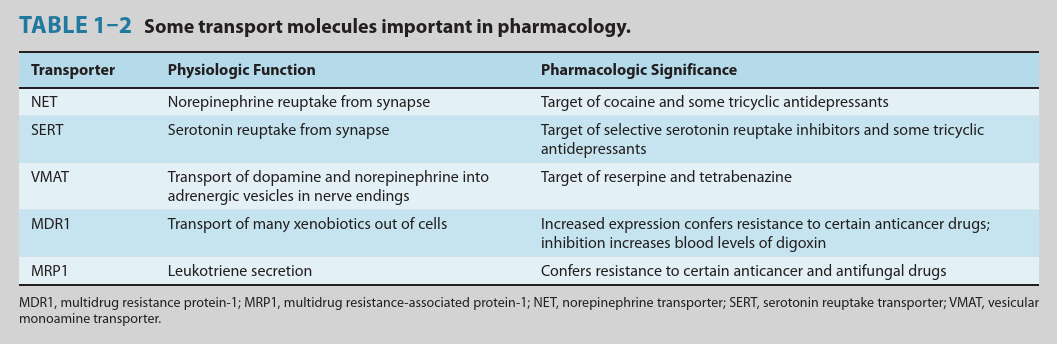 TABLE 1–2 Some transport molecules important in pharmacology.
Transporter Physiologic Function Pharmacologic Significance
NET Norepinephrine reuptake from synapse Target of cocaine and some tricyclic antidepressants
SERT Serotonin reuptake from synapse Target of selective serotonin reuptake inhibitors and some tricyclic
antidepressants
VMAT Transport of dopamine and norepinephrine into Target of reserpine and tetrabenazine
adrenergic vesicles in nerve endings
MDR1 Transport of many xenobiotics out of cells Increased expression confers resistance to certain anticancer drugs;
inhibition increases blood levels of digoxin
MRP1 Leukotriene secretion Confers resistance to certain anticancer and antifungal drugs
MDR1, multidrug resistance protein-1; MRP1, multidrug resistance-associated protein-1; NET, norepinephrine transporter; SERT, serotonin reuptake transporter; VMAT, vesicular
monoamine transporter.